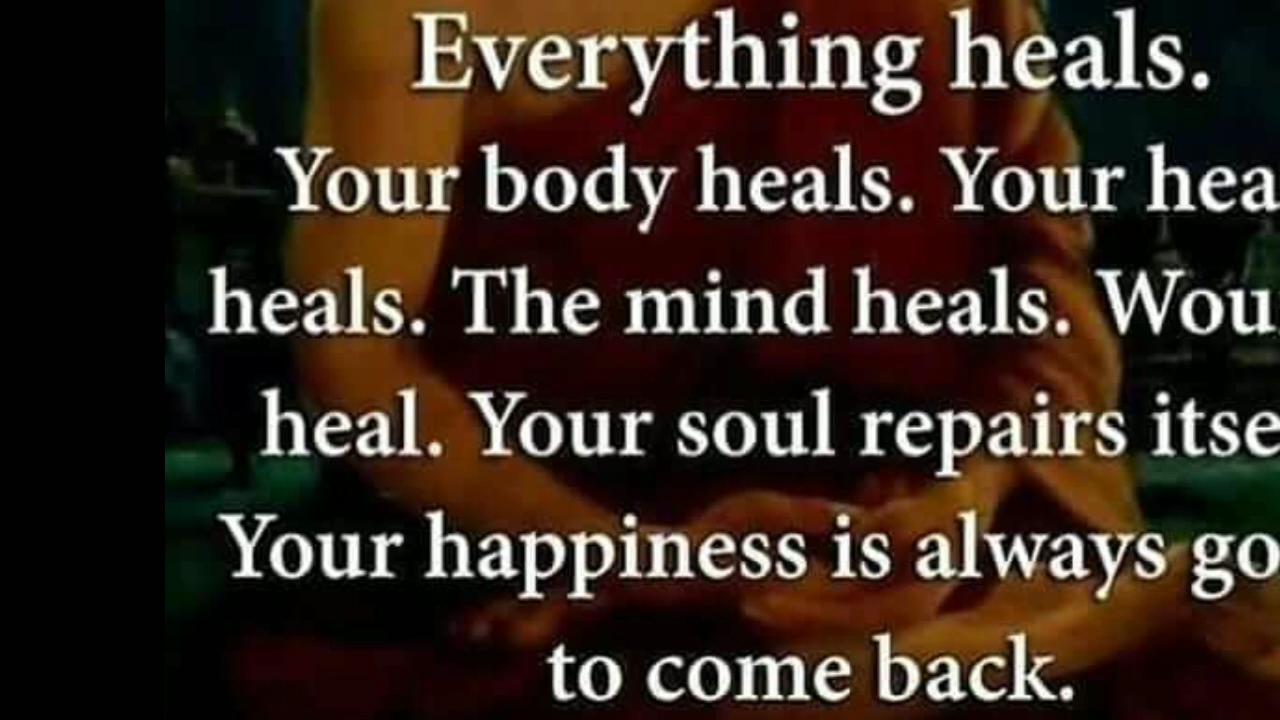 Everything heals.
Your body heals. Your hea
heals. The mind heals. Wou
heal. Your soul repairs itse
Your happiness is always go
to come back.